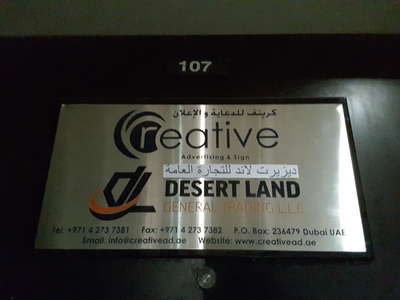 107
كريتف للدعاية والإعلان
Creative
Advertising & Sign
ديزيرت لاند للتجارة العامة
DL DESERT LAND
GENERAL TRADING L.L.C
Tel: +971 4 273 7381 Fax: +971 4 273 7382 P.O. Box: 236479 Dubai UAE
Email: info@creativead.ae Website: www.creativead.ae